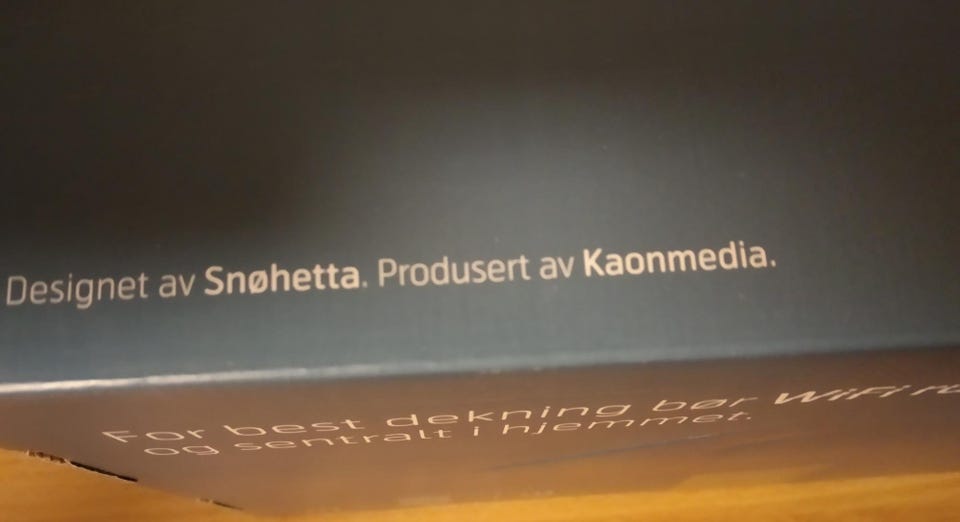 Designet av Snøhetta. Produsert av Kaonmedia.
For best dekning bør WiFi
og sentralt i hjemmet.